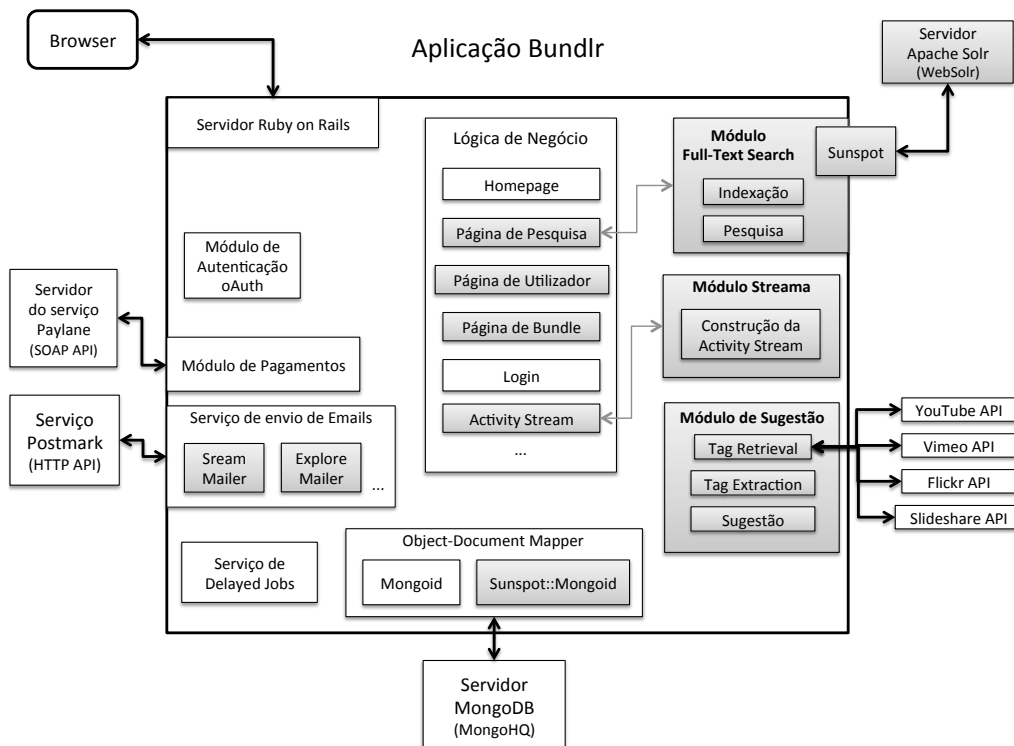 Browser
Aplicação Bundlr
Servidor
Apache Solr
(WebSolr)
Servidor Ruby on Rails
Lógica de Negócio
Homepage
Página de Pesquisa
Página de Utilizador
Página de Bundle
Login
Activity Stream
...
Módulo
Full-Text Search
Indexação
Pesquisa
Sunspot
Módulo de
Autenticação
oAuth
Servidor
do serviço
Paylane
(SOAP API)
Módulo de Pagamentos
Módulo Streama
Construção da
Activity Stream
Serviço
Postmark
(HTTP API)
Serviço de envio de Emails
Sream
Mailer
Explore
Mailer
...
Módulo de Sugestão
Tag Retrieval
Tag Extraction
Sugestão
YouTube API
Vimeo API
Flickr API
Slideshare API
Serviço de
Delayed Jobs
Object-Document Mapper
Mongoid
Sunspot::Mongoid
Servidor
MongoDB
(MongoHQ)